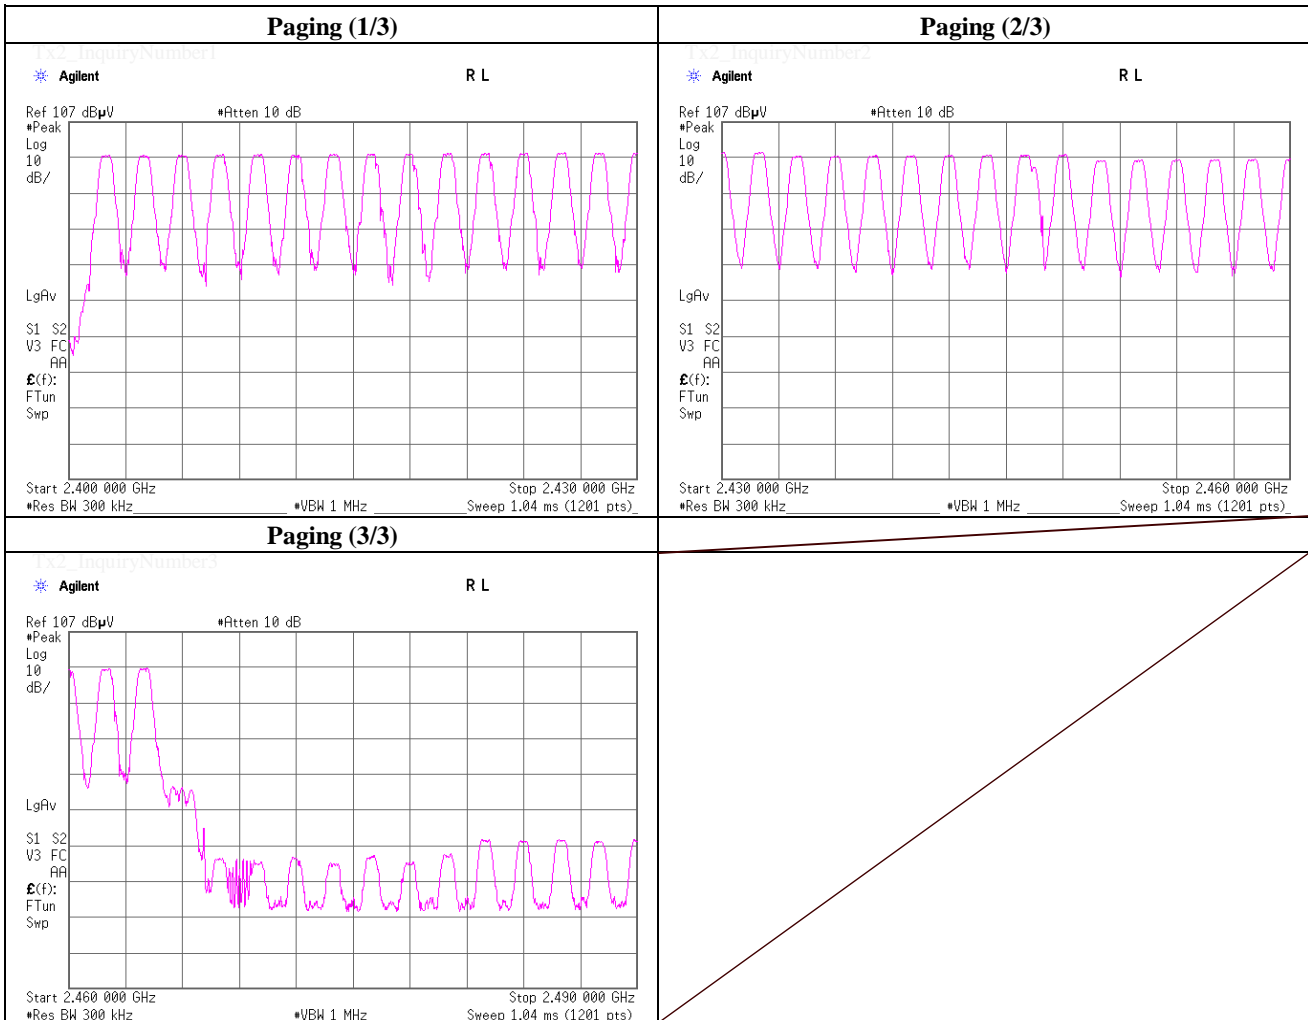 Paging (1/3)
Tx2_InquiryNumber1
Agilent
R L
Ref 107 dBµV #Atten 10 dB
#Peak
Log
10
dB/
LgAv
S1 S2
V3 FC
AA
£(f):
FTun
Swp
Start 2.400 000 GHz Stop 2.430 000 GHz
#Res BW 300 kHz #VBW 1 MHz Sweep 1.04 ms (1201 pts)
Paging (2/3)
Tx2_InquiryNumber2
Agilent
R L
Ref 107 dBµV #Atten 10 dB
#Peak
Log
10
dB/
LgAv
S1 S2
V3 FC
AA
£(f):
FTun
Swp
Start 2.430 000 GHz Stop 2.460 000 GHz
#Res BW 300 kHz #VBW 1 MHz Sweep 1.04 ms (1201 pts)
Paging (3/3)
Tx2_InquiryNumber3
Agilent
R L
Ref 107 dBµV #Atten 10 dB
#Peak
Log
10
dB/
LgAv
S1 S2
V3 FC
AA
£(f):
FTun
Swp
Start 2.460 000 GHz Stop 2.490 000 GHz
#Res BW 300 kHz #VBW 1 MHz Sweep 1.04 ms (1201 pts)